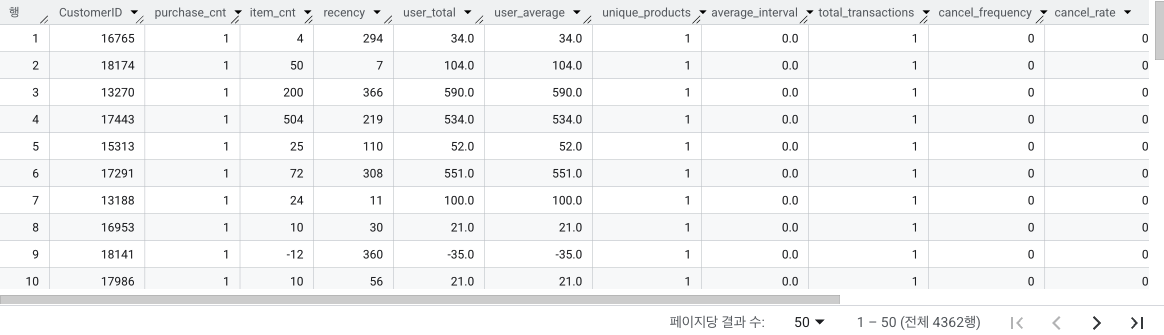 행 CustomerID purchase_cnt item_cnt recency user_total user_average unique_products average_interval total_transactions cancel_frequency cancel_rate
1 16765 1 4 294 34.0 34.0 1 0.0 1 0 0
2 18174 1 50 7 104.0 104.0 1 0.0 1 0 0
3 13270 1 200 366 590.0 590.0 1 0.0 1 0 0
4 17443 1 504 219 534.0 534.0 1 0.0 1 0 0
5 15313 1 25 110 52.0 52.0 1 0.0 1 0 0
6 17291 1 72 308 551.0 551.0 1 0.0 1 0 0
7 13188 1 24 11 100.0 100.0 1 0.0 1 0 0
8 16953 1 10 30 21.0 21.0 1 0.0 1 0 0
9 18141 1 -12 360 -35.0 -35.0 1 0.0 1 0 0
10 17986 1 10 56 21.0 21.0 1 0.0 1 0 0
페이지당 결과 수: 50 1 – 50 (전체 4362행)